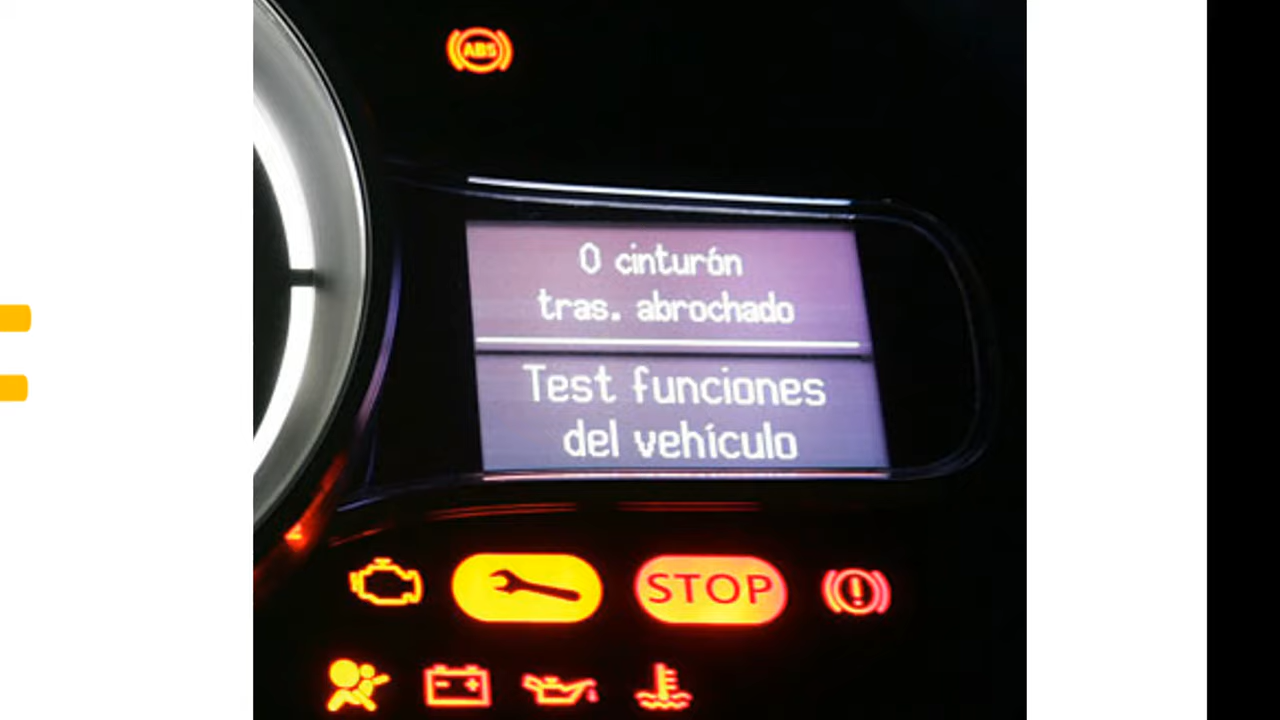 ABS
0 cinturón
tras. abrochado
Test funciones
del vehículo
STOP